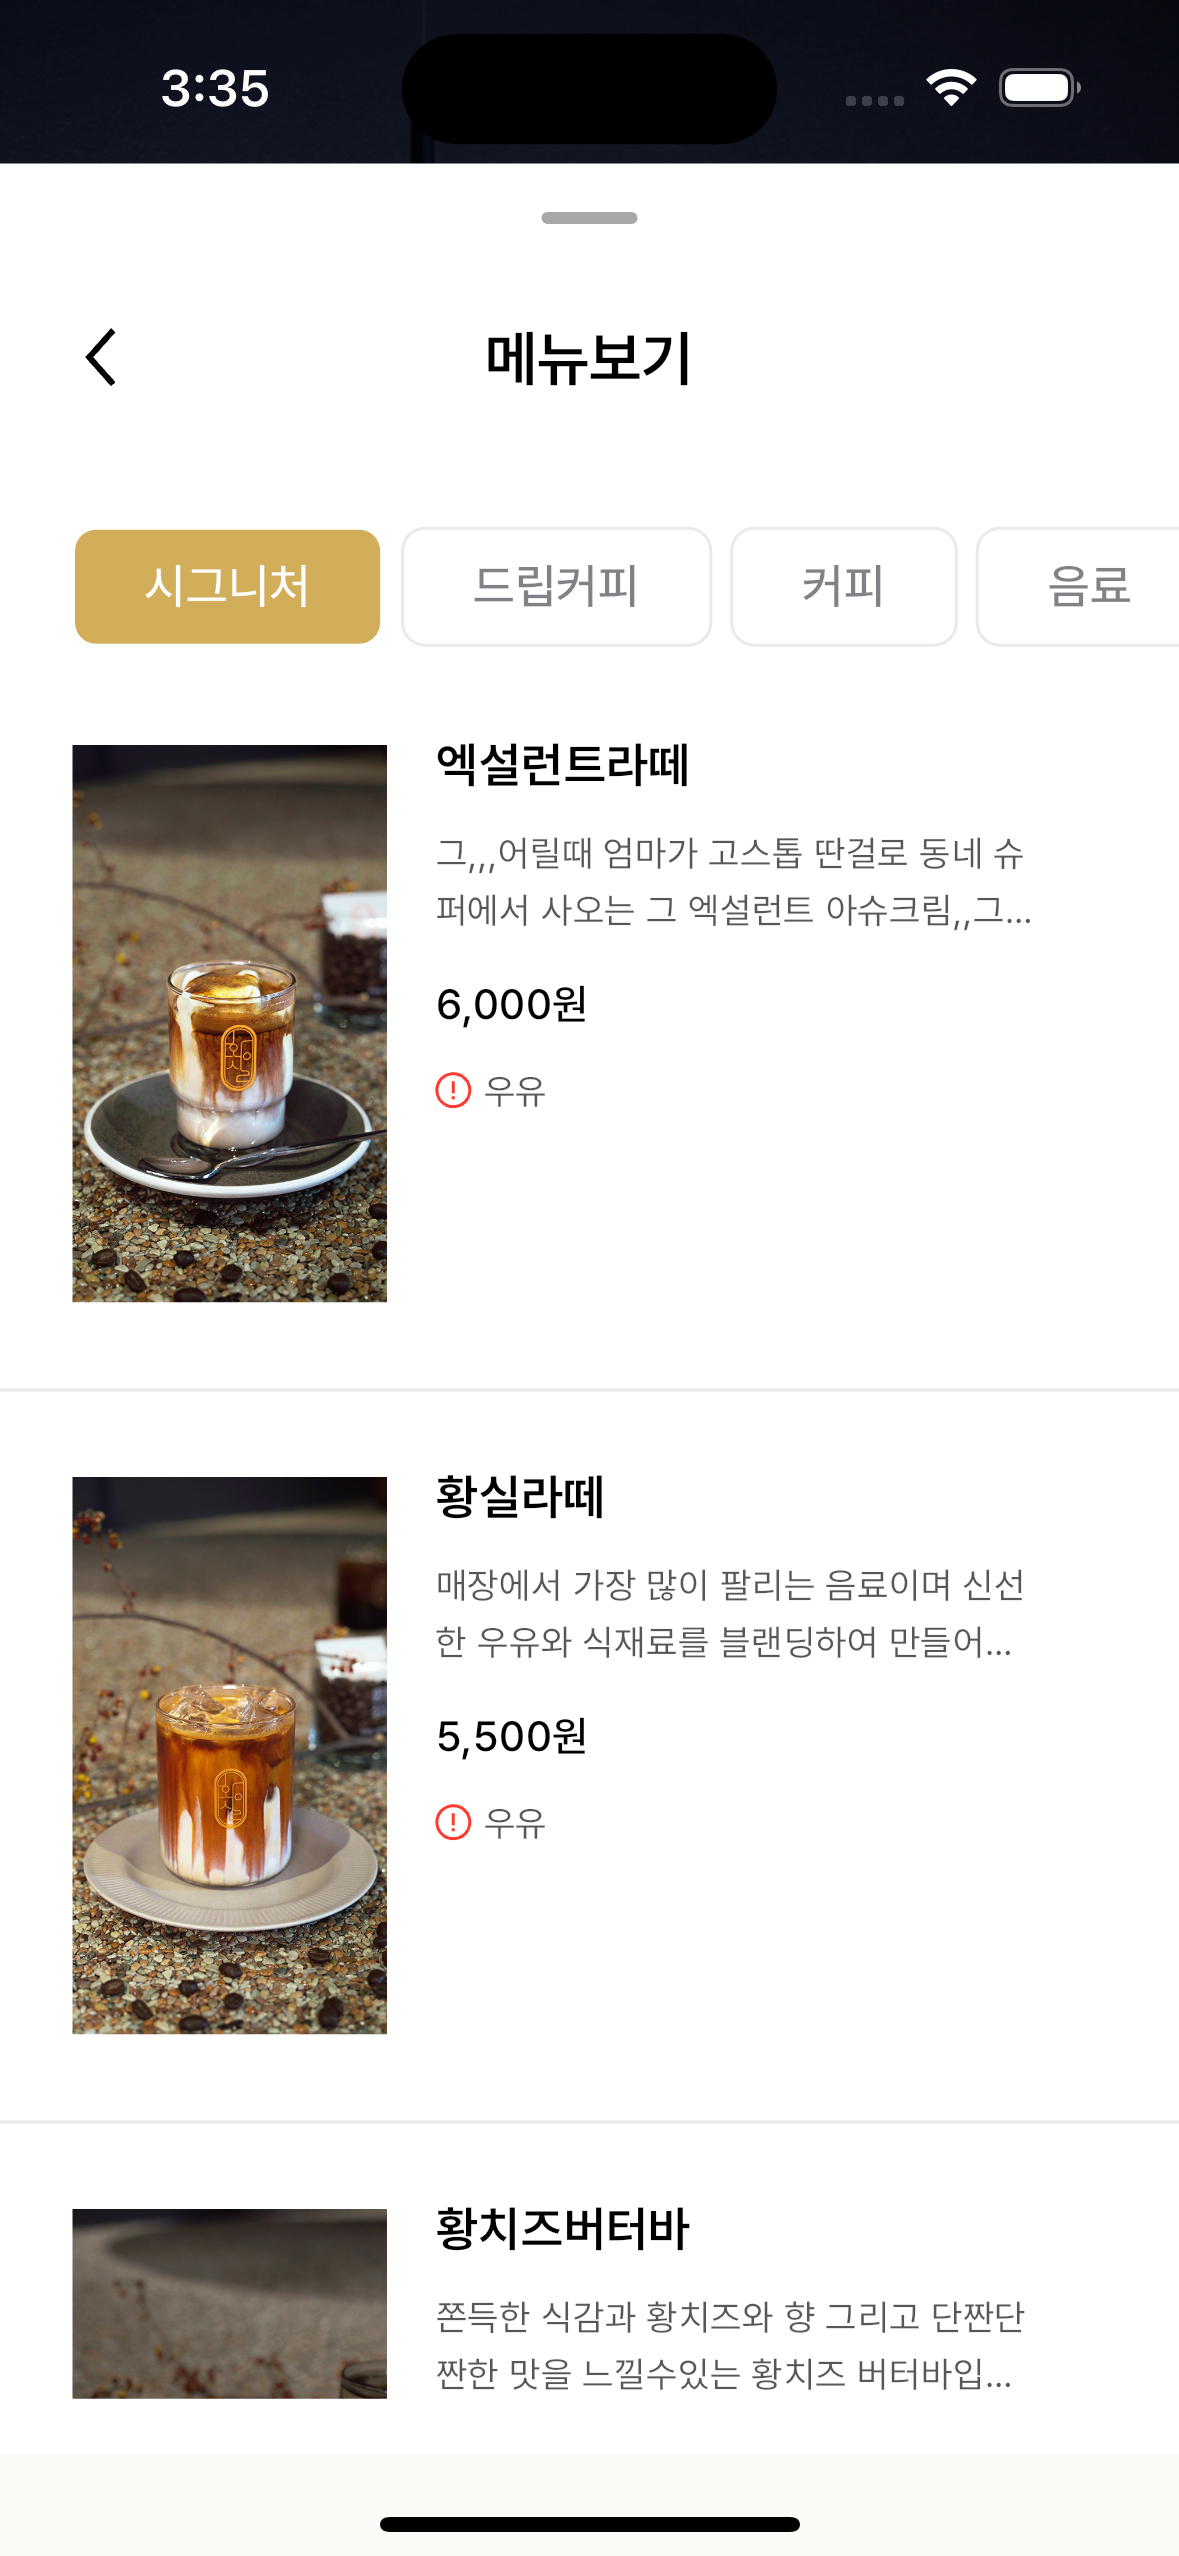 3:35
메뉴보기
시그니처 드립커피 커피 음료
엑설런트라떼
그,,,어릴때 엄마가 고스톱 딴걸로 동네 슈
퍼에서 사오는 그 엑설런트 아슈크림,,그...
6,000원
우유
황실라떼
매장에서 가장 많이 팔리는 음료이며 신선
한 우유와 식재료를 블랜딩하여 만들어...
5,500원
우유
황치즈버터바
쫀득한 식감과 황치즈와 향 그리고 단짠단
짠한 맛을 느낄수있는 황치즈 버터바입...